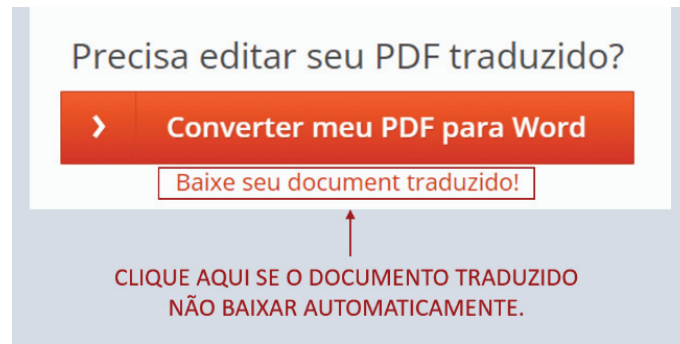 Precisa editar seu PDF traduzido?
Converter meu PDF para Word
Baixe seu document traduzido!
CLIQUE AQUI SE O DOCUMENTO TRADUZIDO
NÃO BAIXAR AUTOMATICAMENTE.